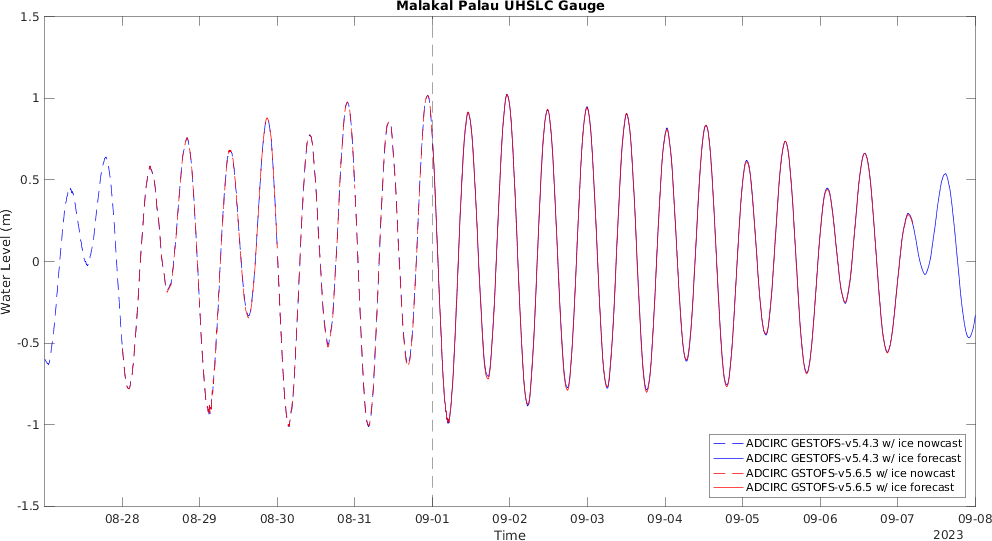 Malakal Palau UHSLC Gauge
1.5
1
0.5
0
-0.5
-1
-1.5
Water Level (m)
ADCIRC GESTOFS-v5.4.3 w/ ice nowcast
ADCIRC GESTOFS-v5.4.3 w/ ice forecast
ADCIRC GSTOFS-v5.6.5 w/ ice nowcast
ADCIRC GSTOFS-v5.6.5 w/ ice forecast
08-28 08-29 08-30 08-31 09-01 09-02 09-03 09-04 09-05 09-06 09-07 09-08
Time
2023